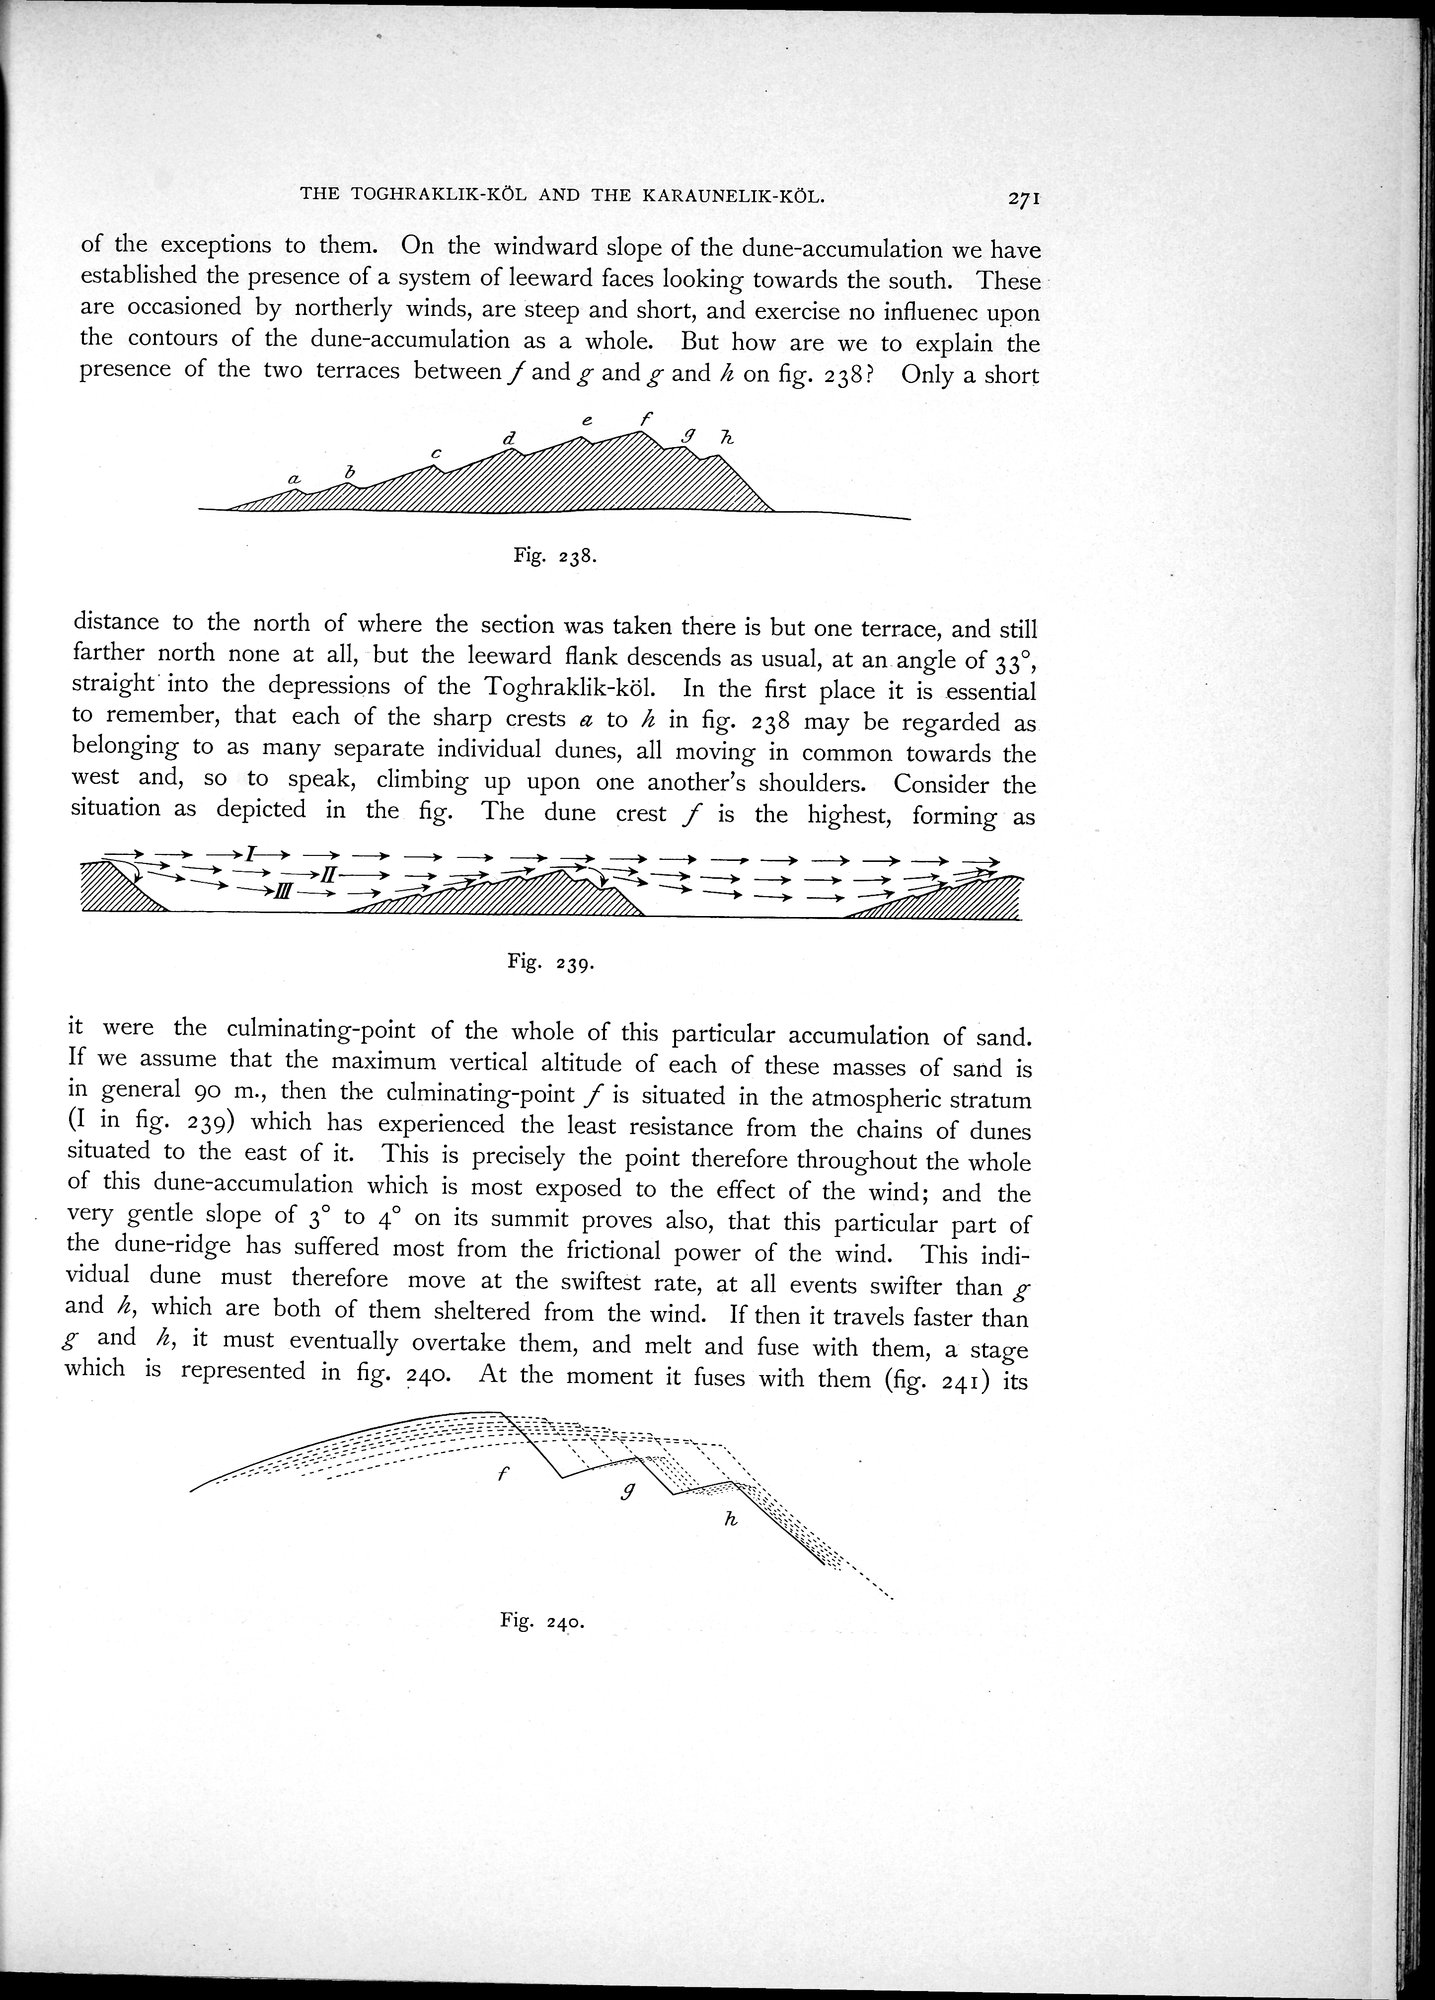 THE TOGHRAKLIK-KÖL AND THE KARAUNELIK-KÖL. 271
of the exceptions to them. On the windward slope of the dune-accumulation we have
established the presence of a system of leeward faces looking towards the south. These
are occasioned by northerly winds, are steep and short, and exercise no influenec upon
the contours of the dune-accumulation as a whole. But how are we to explain the
presence of the two terraces between f and g and g and h on fig. 238? Only a short
a b c d e f g h
Fig. 238.
distance to the north of where the section was taken there is but one terrace, and still
farther north none at all, but the leeward flank descends as usual, at an angle of 33°,
straight into the depressions of the Toghraklik-köl. In the first place it is essential
to remember, that each of the sharp crests a to h in fig. 238 may be regarded as
belonging to as many separate individual dunes, all moving in common towards the
west and, so to speak, climbing up upon one another's shoulders. Consider the
situation as depicted in the fig. The dune crest f is the highest, forming as
I
II
III
Fig. 239.
it were the culminating-point of the whole of this particular accumulation of sand.
If we assume that the maximum vertical altitude of each of these masses of sand is
in general 90 m., then the culminating-point f is situated in the atmospheric stratum
(I in fig. 239) which has experienced the least resistance from the chains of dunes
situated to the east of it. This is precisely the point therefore throughout the whole
of this dune-accumulation which is most exposed to the effect of the wind; and the
very gentle slope of 3° to 4° on its summit proves also, that this particular part of
the dune-ridge has suffered most from the frictional power of the wind. This indi-
vidual dune must therefore move at the swiftest rate, at all events swifter than g
and h, which are both of them sheltered from the wind. If then it travels faster than
g and h, it must eventually overtake them, and melt and fuse with them, a stage
which is represented in fig. 240. At the moment it fuses with them (fig. 241) its
f
g
h
Fig. 240.